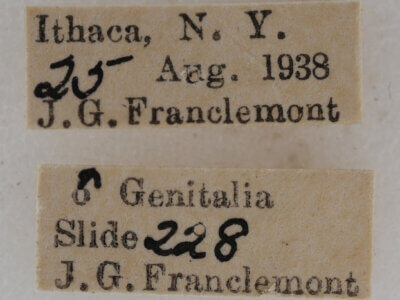 Ithaca, N. Y.
25 Aug. 1938
J.G. Franclemont
♂ Genitalia
Slide 228
J.G. Franclemont